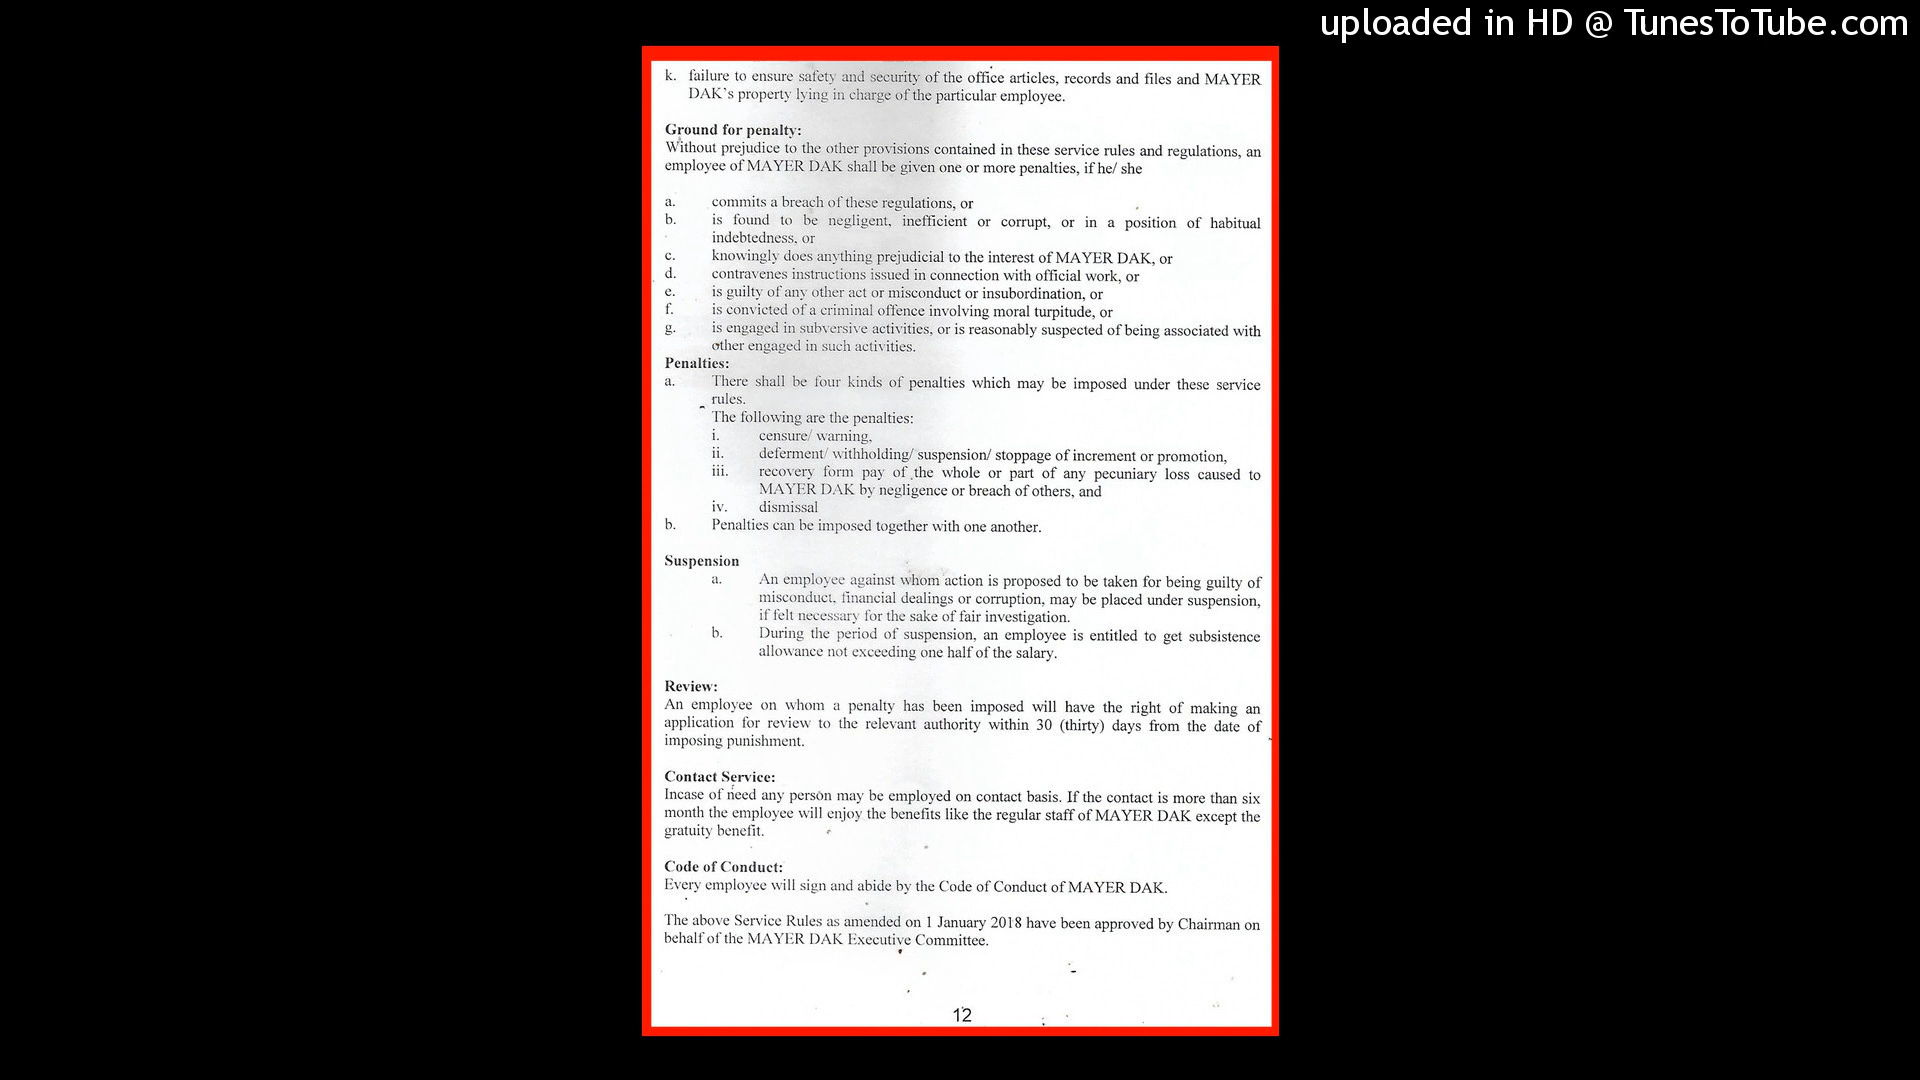 uploaded in HD @ TunesToTube.com
k. failure to ensure safety and security of the office articles, records and files and MAYER
DAK's property lying in charge of the particular employee.
Ground for penalty:
Without prejudice to the other provisions contained in these service rules and regulations, an
employee of MAYER DAK shall be given one or more penalties, if he/ she
a. commits a breach of these regulations, or
b. is found to be negligent, inefficient or corrupt, or in a position of habitual
indebtedness, or
c. knowingly does anything prejudicial to the interest of MAYER DAK, or
d. contravenes instructions issued in connection with official work, or
e. is guilty of any other act or misconduct or insubordination, or
f. is convicted of a criminal offence involving moral turpitude, or
g. is engaged in subversive activities, or is reasonably suspected of being associated with
other engaged in such activities.
Penalties:
a. There shall be four kinds of penalties which may be imposed under these service
rules.
The following are the penalties:
i. censure/ warning,
ii. deferment/ withholding/ suspension/ stoppage of increment or promotion,
iii. recovery form pay of the whole or part of any pecuniary loss caused to
MAYER DAK by negligence or breach of others, and
iv. dismissal
b. Penalties can be imposed together with one another.
Suspension
a. An employee against whom action is proposed to be taken for being guilty of
misconduct, financial dealings or corruption, may be placed under suspension,
if felt necessary for the sake of fair investigation.
b. During the period of suspension, an employee is entitled to get subsistence
allowance not exceeding one half of the salary.
Review:
An employee on whom a penalty has been imposed will have the right of making an
application for review to the relevant authority within 30 (thirty) days from the date of
imposing punishment.
Contact Service:
Incase of need any person may be employed on contact basis. If the contact is more than six
month the employee will enjoy the benefits like the regular staff of MAYER DAK except the
gratuity benefit.
Code of Conduct:
Every employee will sign and abide by the Code of Conduct of MAYER DAK.
The above Service Rules as amended on 1 January 2018 have been approved by Chairman on
behalf of the MAYER DAK Executive Committee.
12